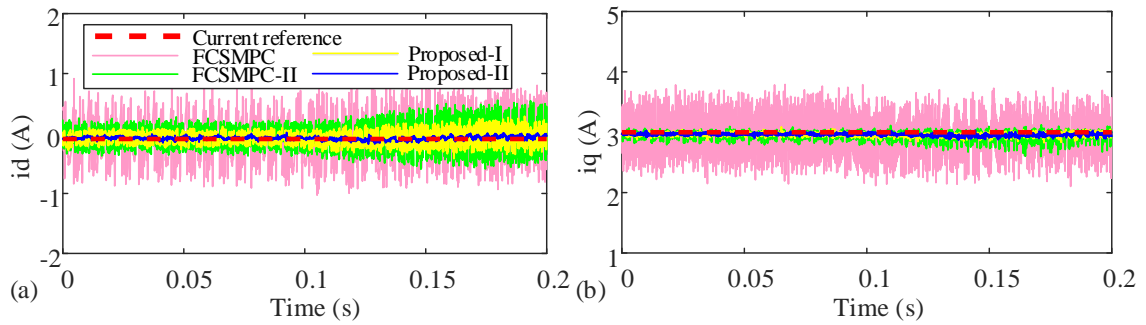 2
1
0
-1
-2
id (A)
Current reference
FCSMPC
FCSMPC-II
Proposed-I
Proposed-II
0
0.05
0.1
0.15
0.2
Time (s)
(a)
5
4
3
2
1
iq (A)
0
0.05
0.1
0.15
0.2
Time (s)
(b)